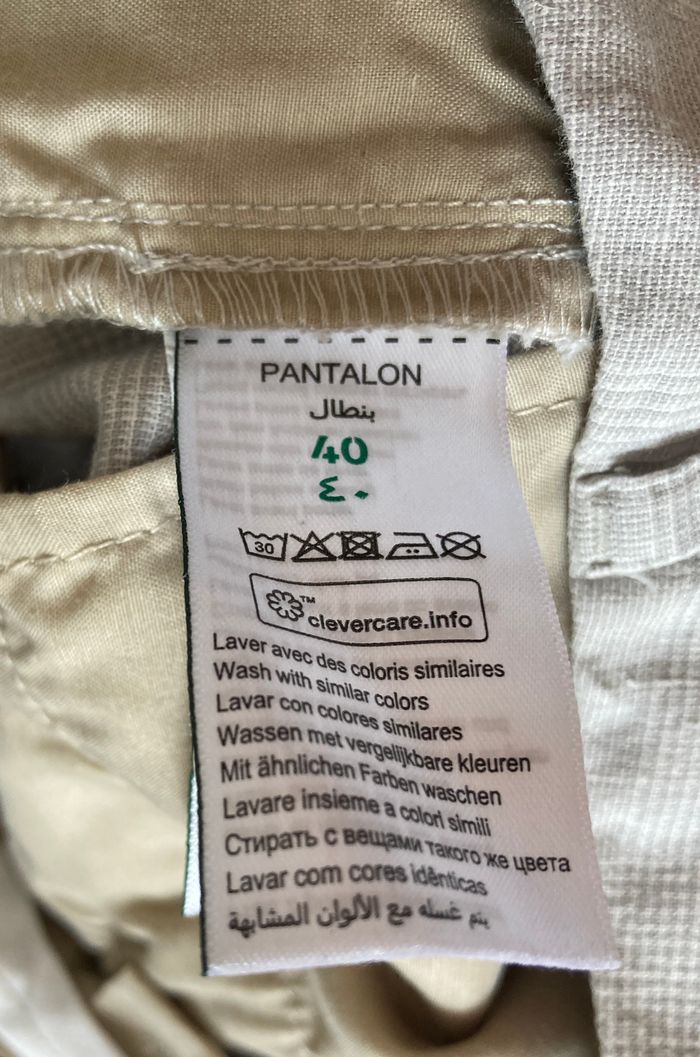 PANTALON
بنطال
40
٤٠
30
™
clevercare.info
Laver avec des coloris similaires
Wash with similar colors
Lavar con colores similares
Wassen met vergelijkbare kleuren
Mit ähnlichen Farben waschen
Lavare insieme a colori simili
Стирать с вещами такого же цвета
Lavar com cores idênticas
يتم غسله مع الألوان المشابهة